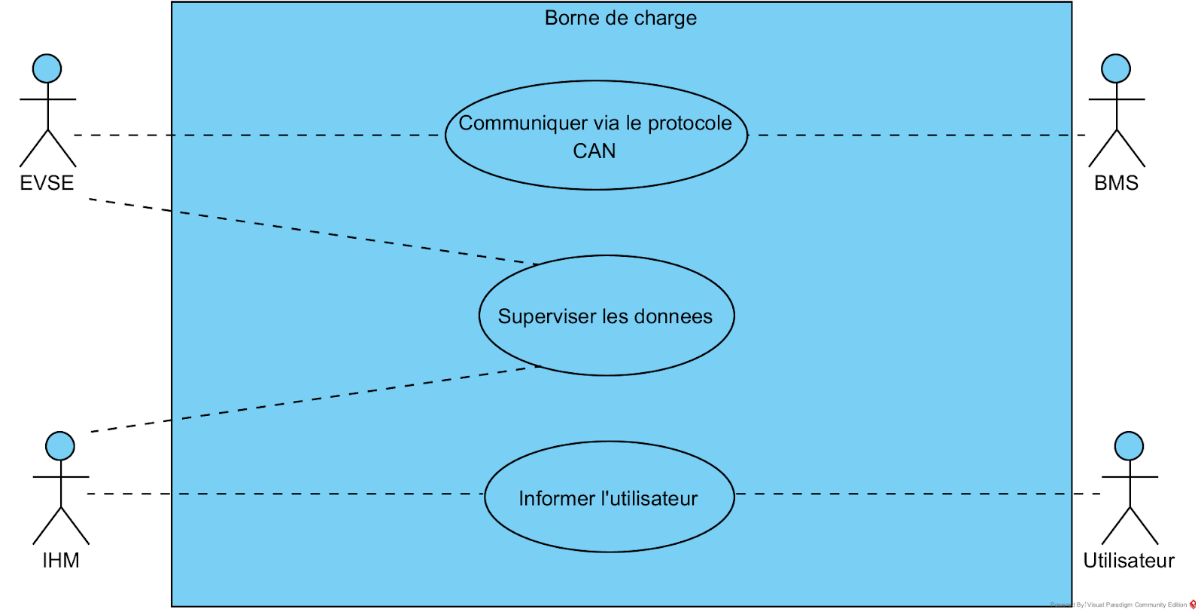 Borne de charge
Communiquer via le protocole
CAN
EVSE
BMS
Superviser les donnees
Informer l'utilisateur
IHM
Utilisateur
Powered By Visual Paradigm Community Edition